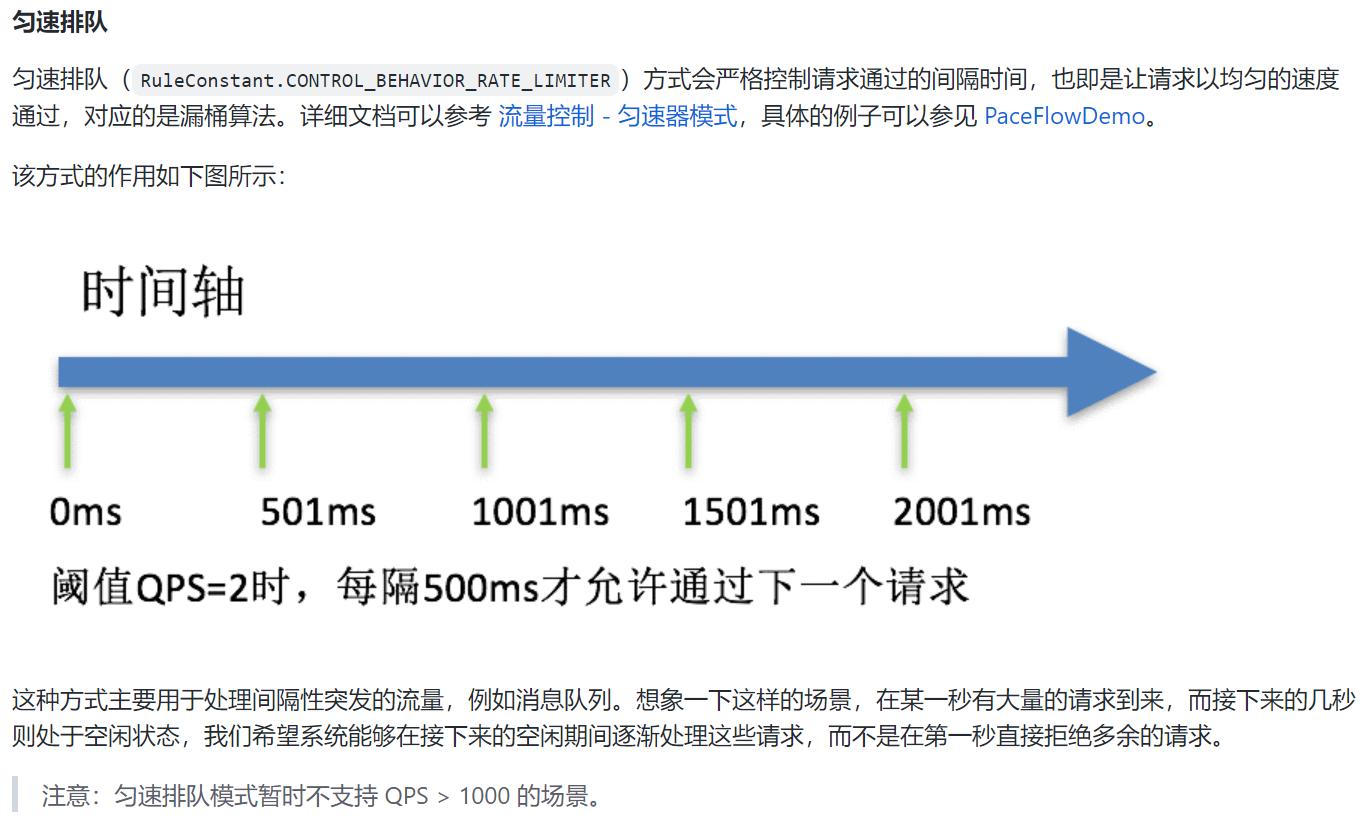 匀速排队
匀速排队（RuleConstant.CONTROL_BEHAVIOR_RATE_LIMITER）方式会严格控制请求通过的间隔时间，也即是让请求以均匀的速度
通过，对应的是漏桶算法。详细文档可以参考 流量控制 - 匀速器模式，具体的例子可以参见 PaceFlowDemo。
该方式的作用如下图所示：
时间轴
0ms 501ms 1001ms 1501ms 2001ms
阈值QPS=2时，每隔500ms才允许通过下一个请求
这种方式主要用于处理间隔性突发的流量，例如消息队列。想象一下这样的场景，在某一秒有大量的请求到来，而接下来的几秒
则处于空闲状态，我们希望系统能够在接下来的空闲期间逐渐处理这些请求，而不是在第一秒直接拒绝多余的请求。
注意：匀速排队模式暂时不支持 QPS > 1000 的场景。